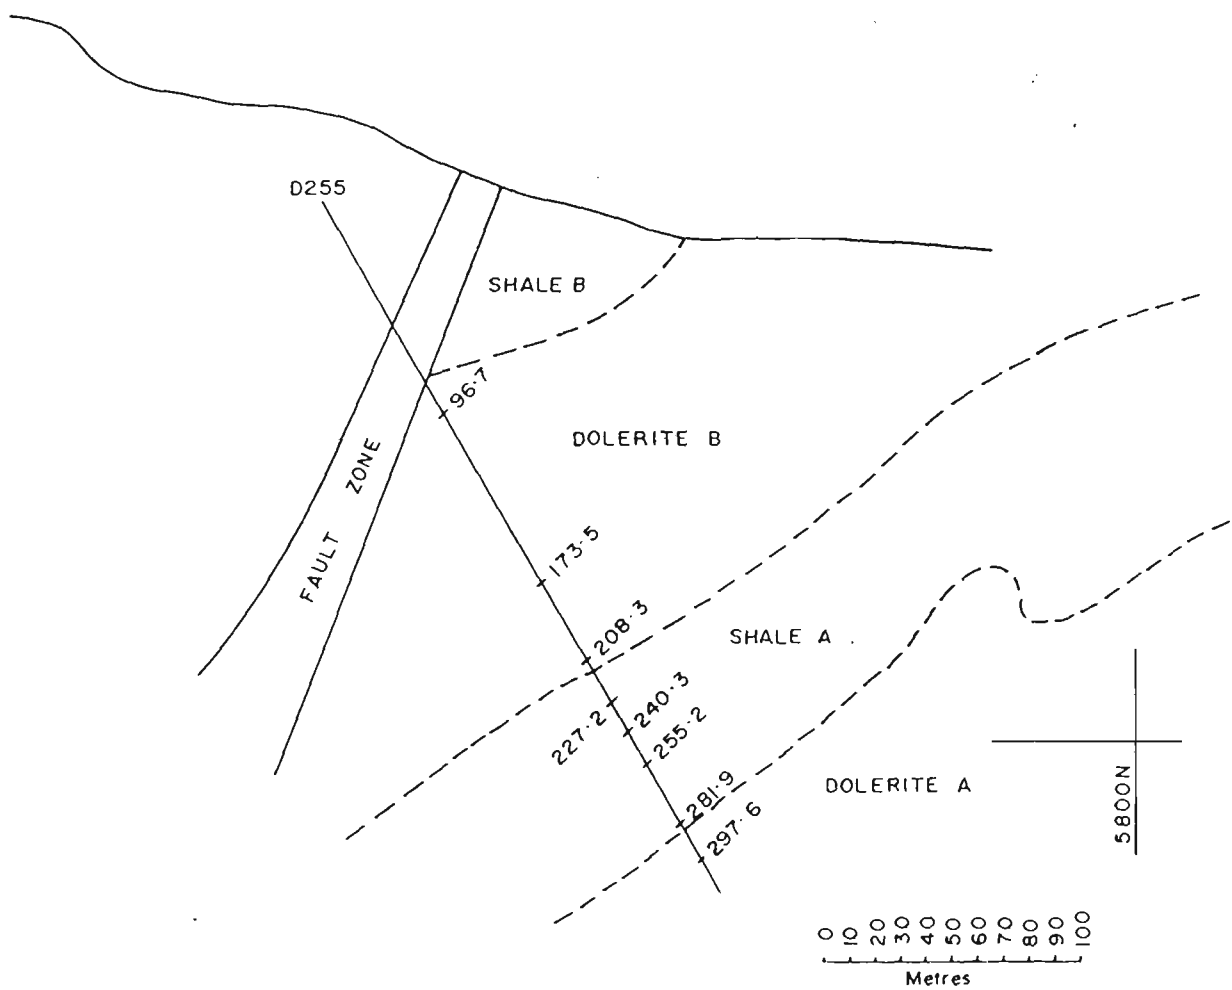 D255
SHALE B
96·7
DOLERITE B
FAULT ZONE
173·5
208·3
SHALE A
227·2
240·3
255·2
281·9
297·6
DOLERITE A
5800N
0 10 20 30 40 50 60 70 80 90 100
Metres